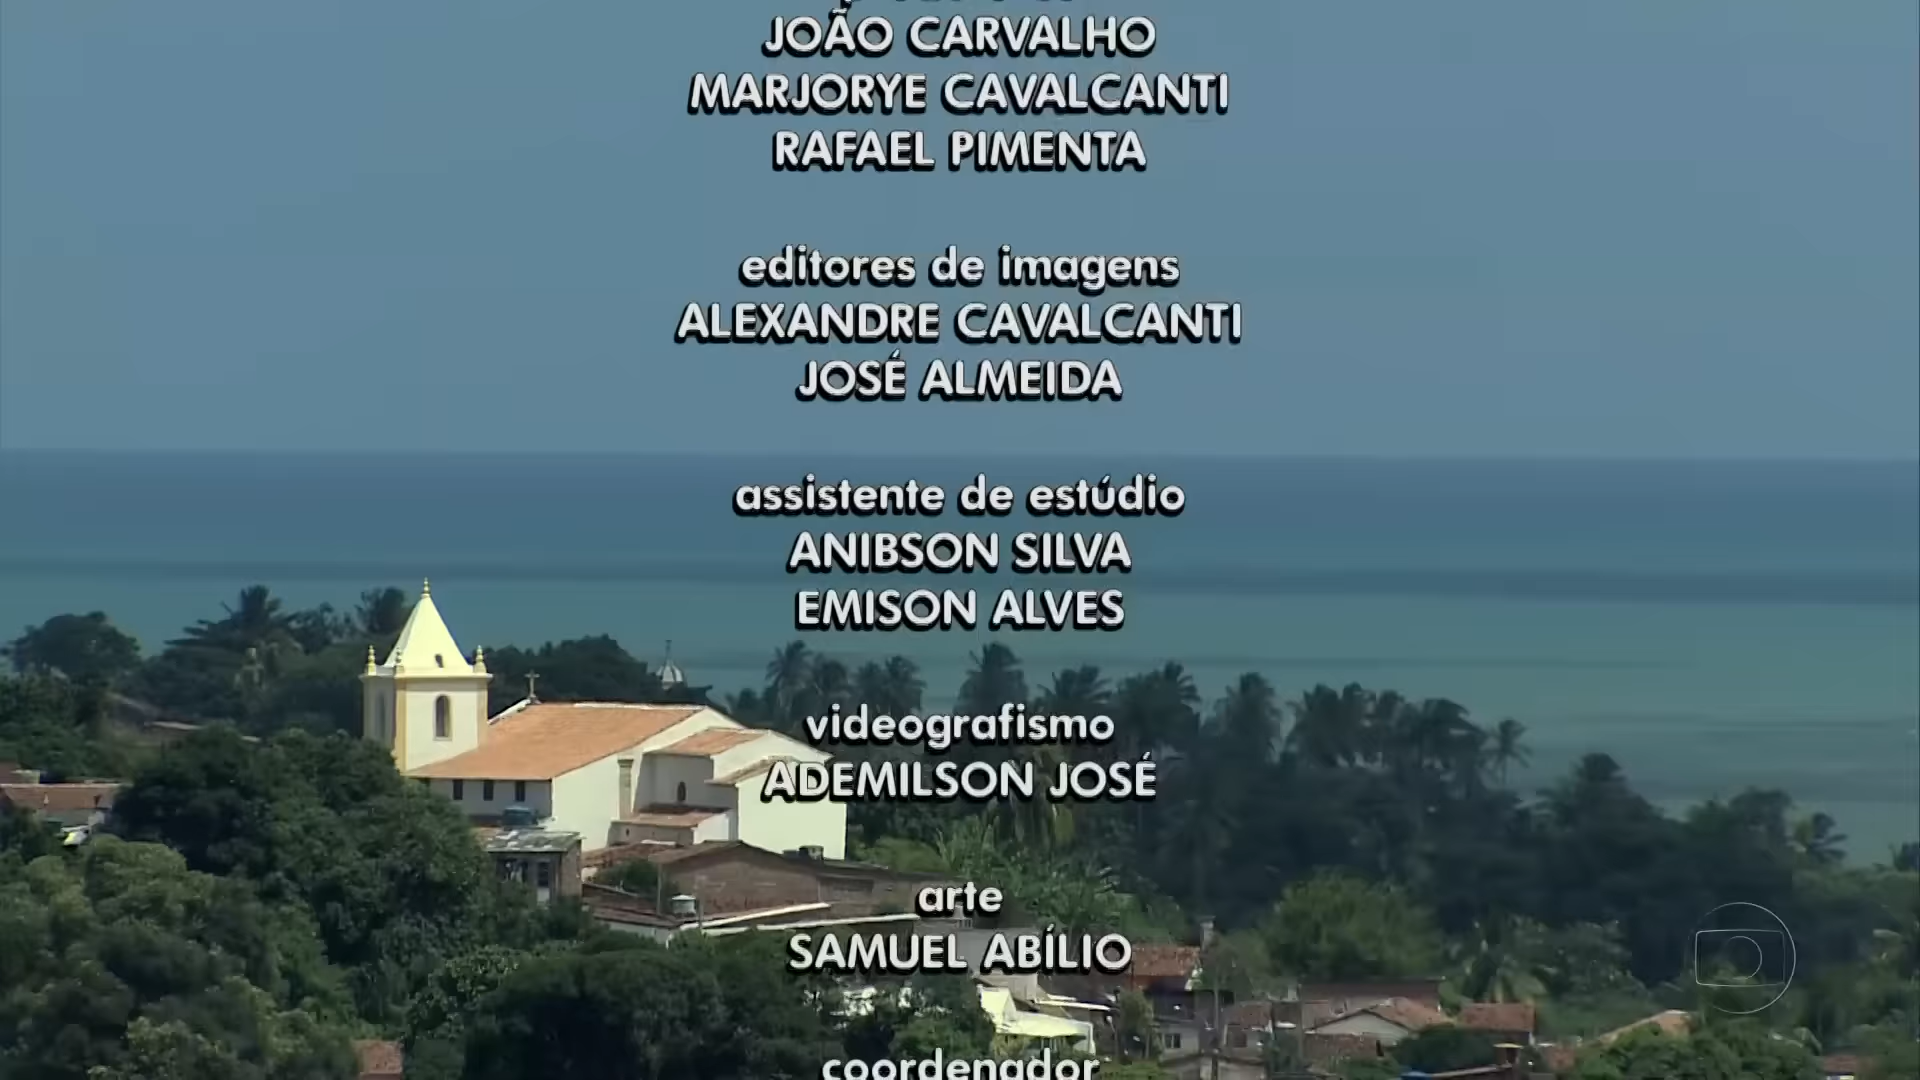 JOÃO CARVALHO
MARJORYE CAVALCANTI
RAFAEL PIMENTA
editores de imagens
ALEXANDRE CAVALCANTI
JOSÉ ALMEIDA
assistente de estúdio
ANIBSON SILVA
EMISON ALVES
videografismo
ADEMILSON JOSÉ
arte
SAMUEL ABÍLIO
coordenador